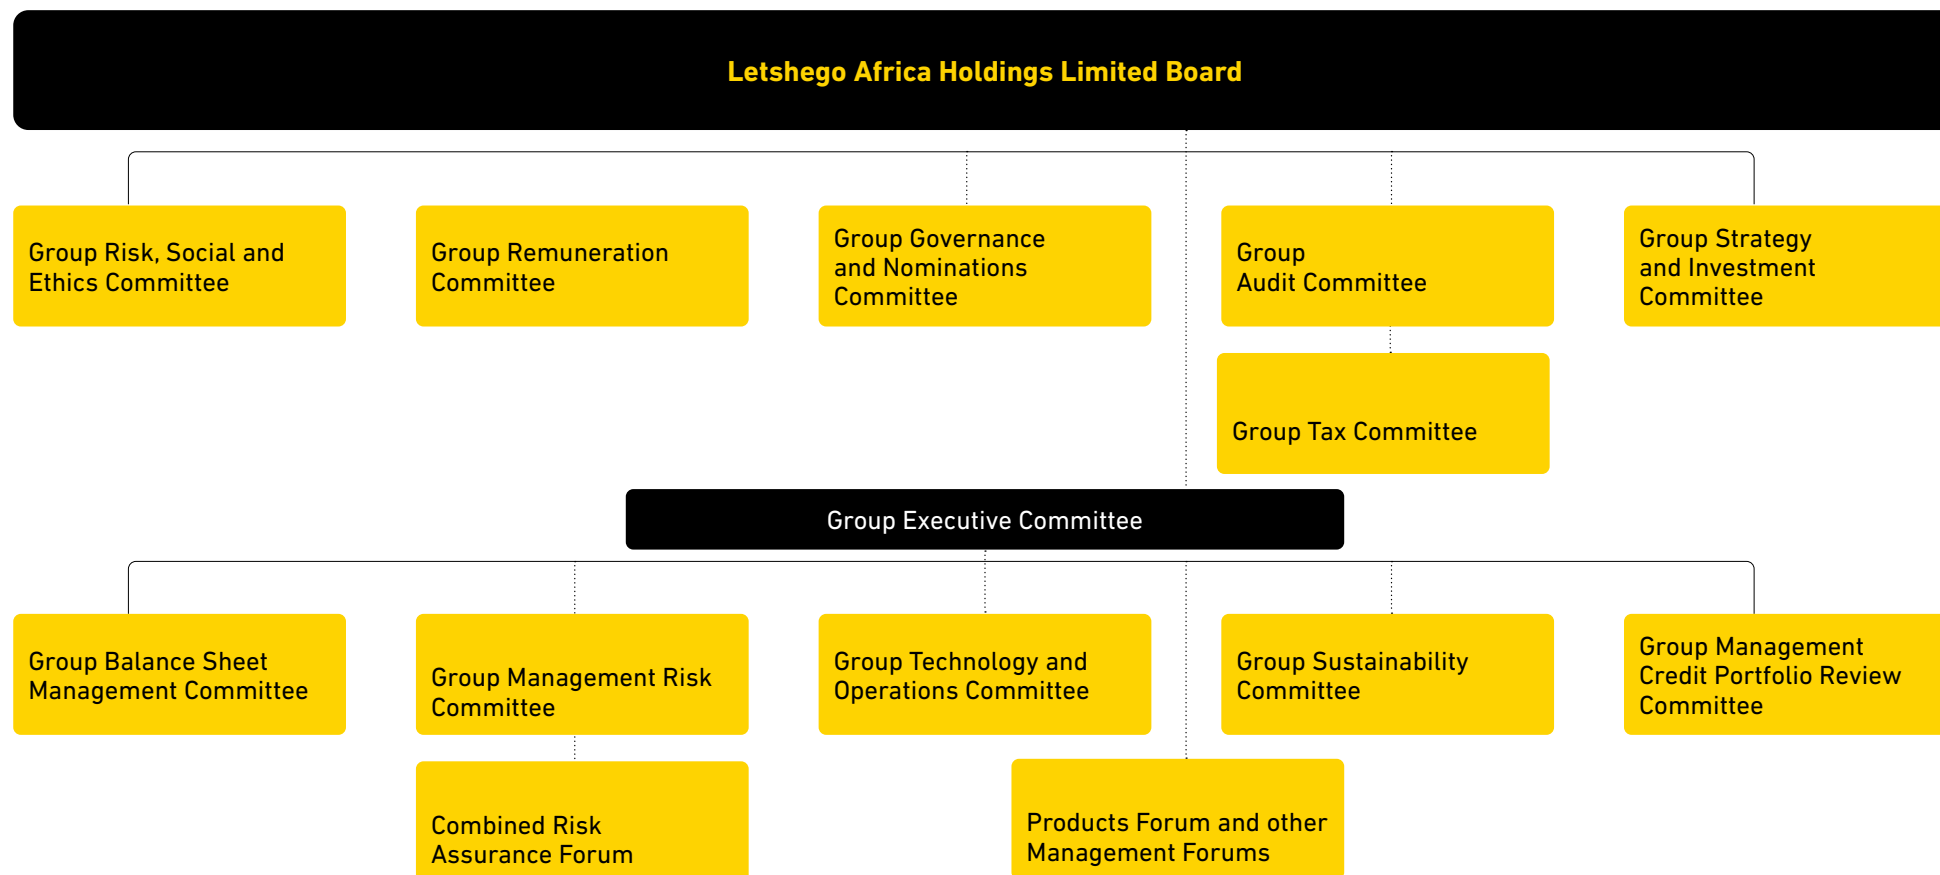 Letshego Africa Holdings Limited Board
Group Risk, Social and
Ethics Committee
Group Remuneration
Committee
Group Governance
and Nominations
Committee
Group
Audit Committee
Group Strategy
and Investment
Committee
Group Tax Committee
Group Executive Committee
Group Balance Sheet
Management Committee
Group Management Risk
Committee
Group Technology and
Operations Committee
Group Sustainability
Committee
Group Management
Credit Portfolio Review
Committee
Combined Risk
Assurance Forum
Products Forum and other
Management Forums